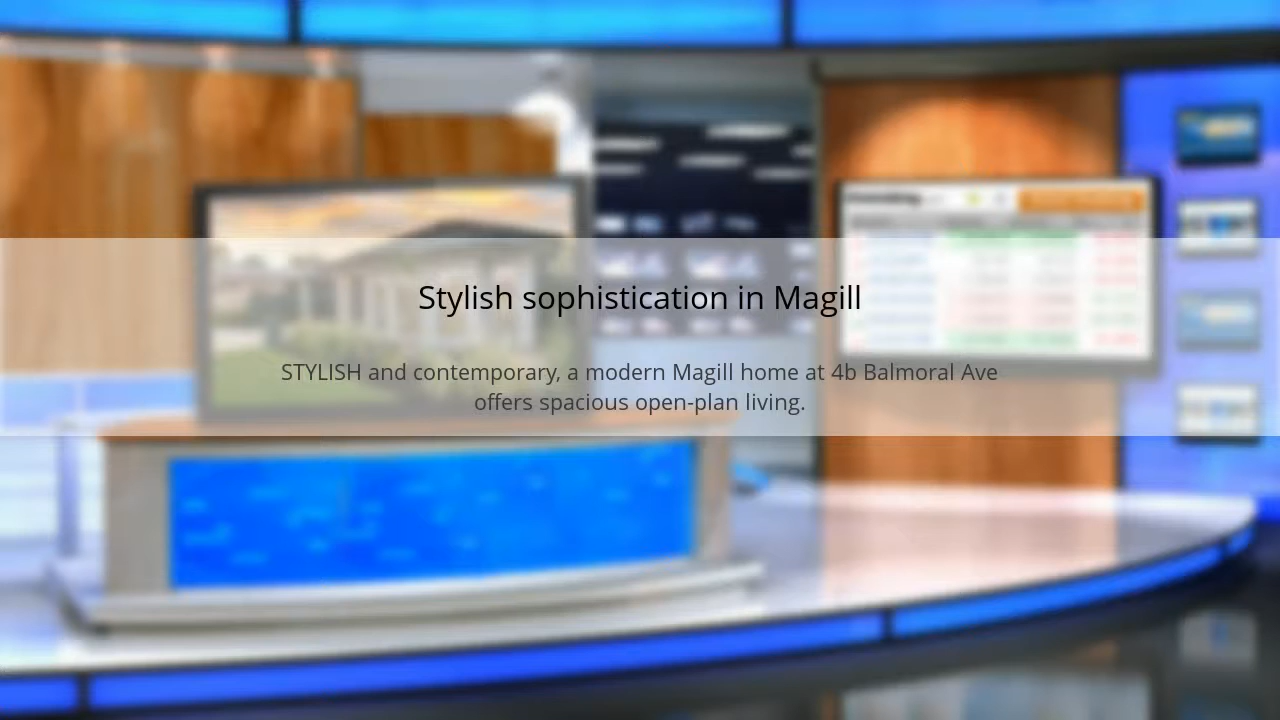 Stylish sophistication in Magill
STYLISH and contemporary, a modern Magill home at 4b Balmoral Ave
offers spacious open-plan living.